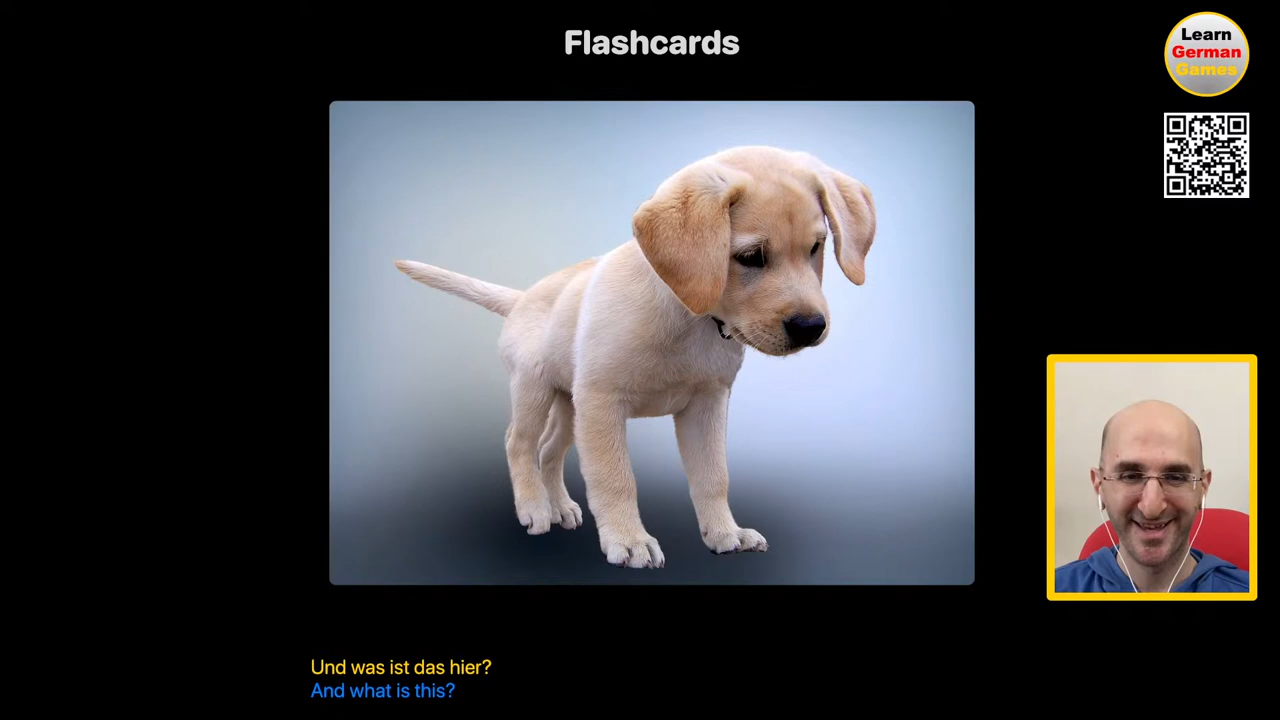 Flashcards
Learn
German
Games
Und was ist das hier?
And what is this?